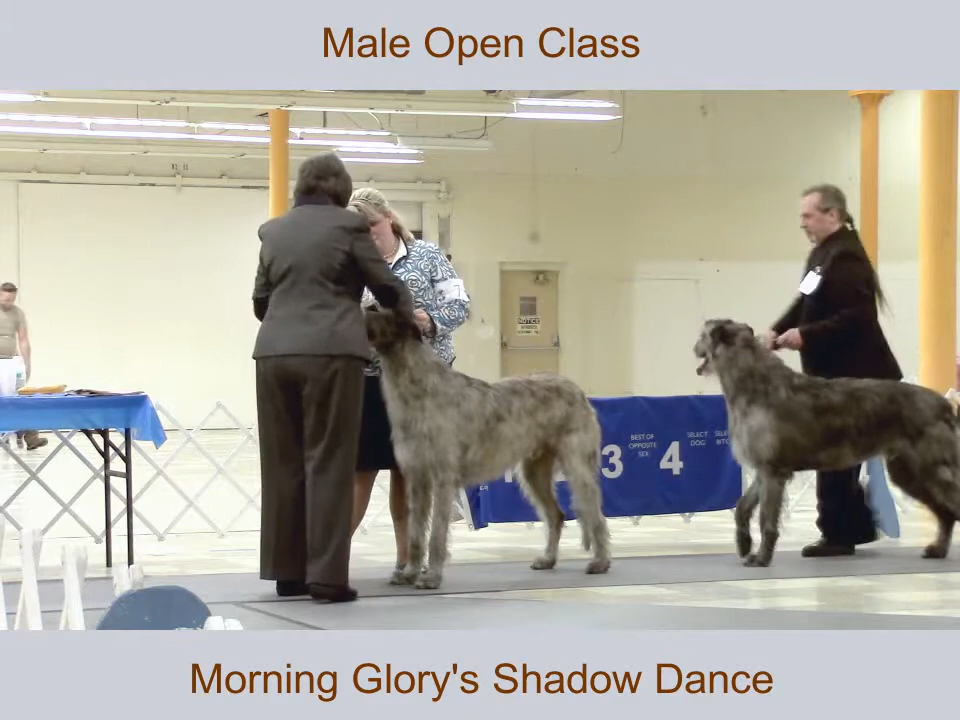 Male Open Class
NOTICE
3
BEST OF
OPPOSITE
SEX
4
SELECT
DOG
Morning Glory's Shadow Dance